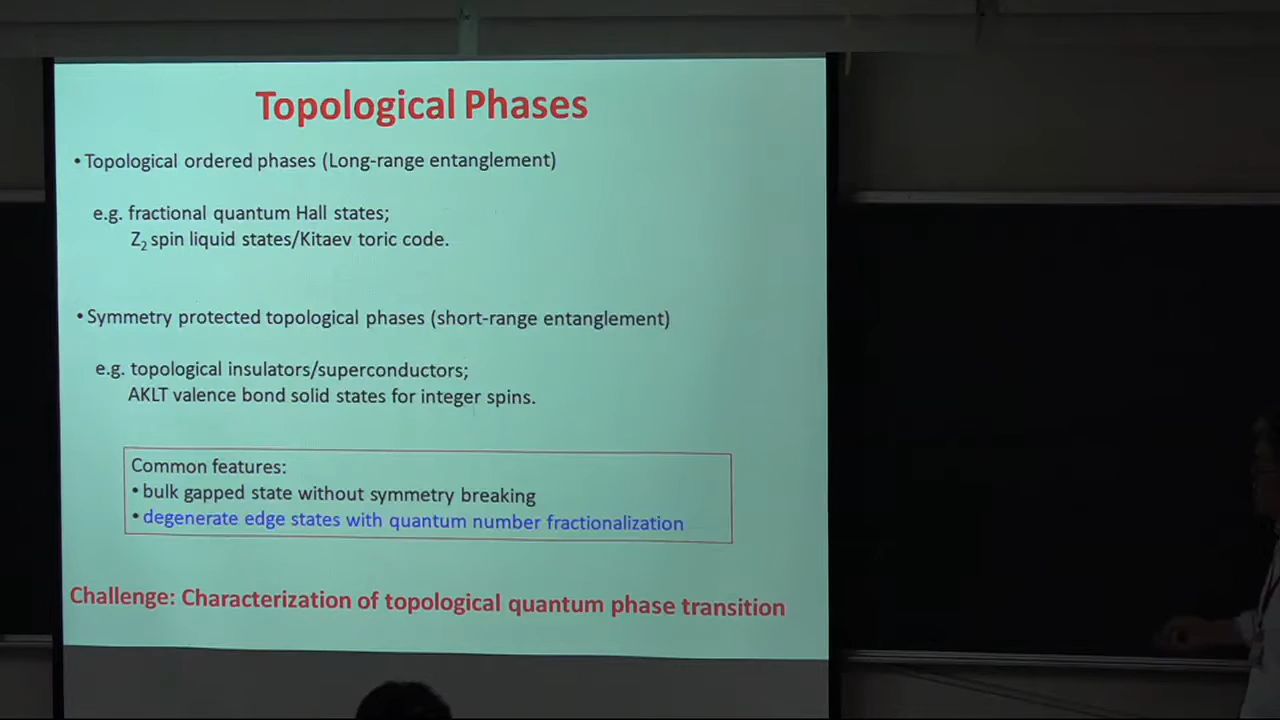 Topological Phases
• Topological ordered phases (Long-range entanglement)
e.g. fractional quantum Hall states;
Z₂ spin liquid states/Kitaev toric code.
• Symmetry protected topological phases (short-range entanglement)
e.g. topological insulators/superconductors;
AKLT valence bond solid states for integer spins.
Common features:
• bulk gapped state without symmetry breaking
• degenerate edge states with quantum number fractionalization
Challenge: Characterization of topological quantum phase transition